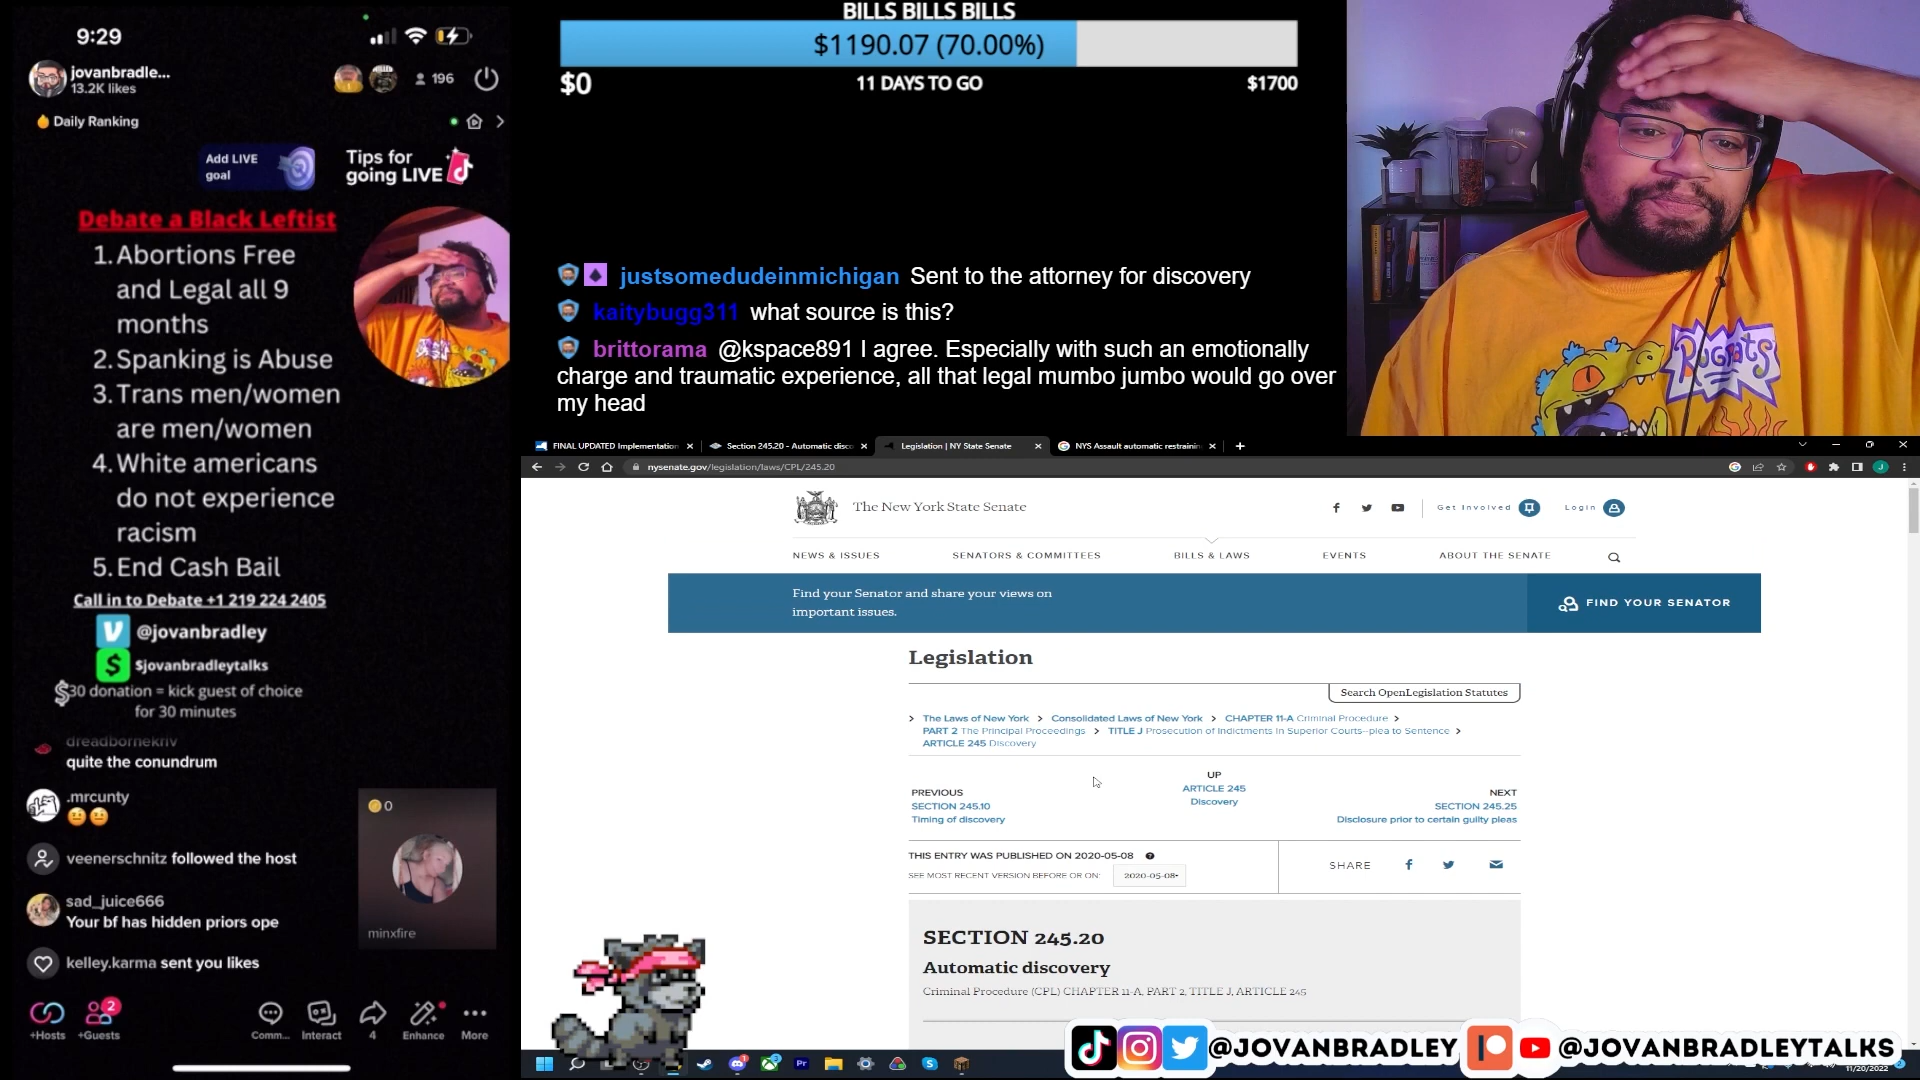 9:29
jovanbradle...
13.2K likes
196
Daily Ranking
Add LIVE
goal
Tips for
going LIVE
Debate a Black Leftist
1. Abortions Free
and Legal all 9
months
2. Spanking is Abuse
3. Trans men/women
are men/women
4. White americans
do not experience
racism
5. End Cash Bail
Call in to Debate +1 219 224 2405
@jovanbradley
$jovanbradleytalks
$30 donation = kick guest of choice
for 30 minutes
dreadbornekriv
quite the conundrum
.mrcunty
veenerschnitz followed the host
sad_juice666
Your bf has hidden priors ope
kelley.karma sent you likes
0
minxfire
2
+Hosts
+Guests
Comm...
Interact
4
Enhance
More
BILLS BILLS BILLS
$1190.07 (70.00%)
$0
11 DAYS TO GO
$1700
justsomedudeinmichigan Sent to the attorney for discovery
kaitybugg311 what source is this?
brittorama @kspace891 I agree. Especially with such an emotionally
charge and traumatic experience, all that legal mumbo jumbo would go over
my head
RUGRATS
FINAL UPDATED Implementation
Section 245.20 - Automatic disco
Legislation | NY State Senate
NYS Assault automatic restrainin
nysenate.gov/legislation/laws/CPL/245.20
The New York State Senate
Get Involved
Login
NEWS & ISSUES
SENATORS & COMMITTEES
BILLS & LAWS
EVENTS
ABOUT THE SENATE
Find your Senator and share your views on
important issues.
FIND YOUR SENATOR
Legislation
Search OpenLegislation Statutes
> The Laws of New York > Consolidated Laws of New York > CHAPTER 11-A Criminal Procedure >
PART 2 The Principal Proceedings > TITLE J Prosecution of Indictments In Superior Courts--plea to Sentence >
ARTICLE 245 Discovery
PREVIOUS
SECTION 245.10
Timing of discovery
UP
ARTICLE 245
Discovery
NEXT
SECTION 245.25
Disclosure prior to certain guilty pleas
THIS ENTRY WAS PUBLISHED ON 2020-05-08
SEE MOST RECENT VERSION BEFORE OR ON:
2020-05-08
SHARE
SECTION 245.20
Automatic discovery
Criminal Procedure (CPL) CHAPTER 11-A, PART 2, TITLE J, ARTICLE 245
@JOVANBRADLEY
@JOVANBRADLEYTALKS
11/20/2022